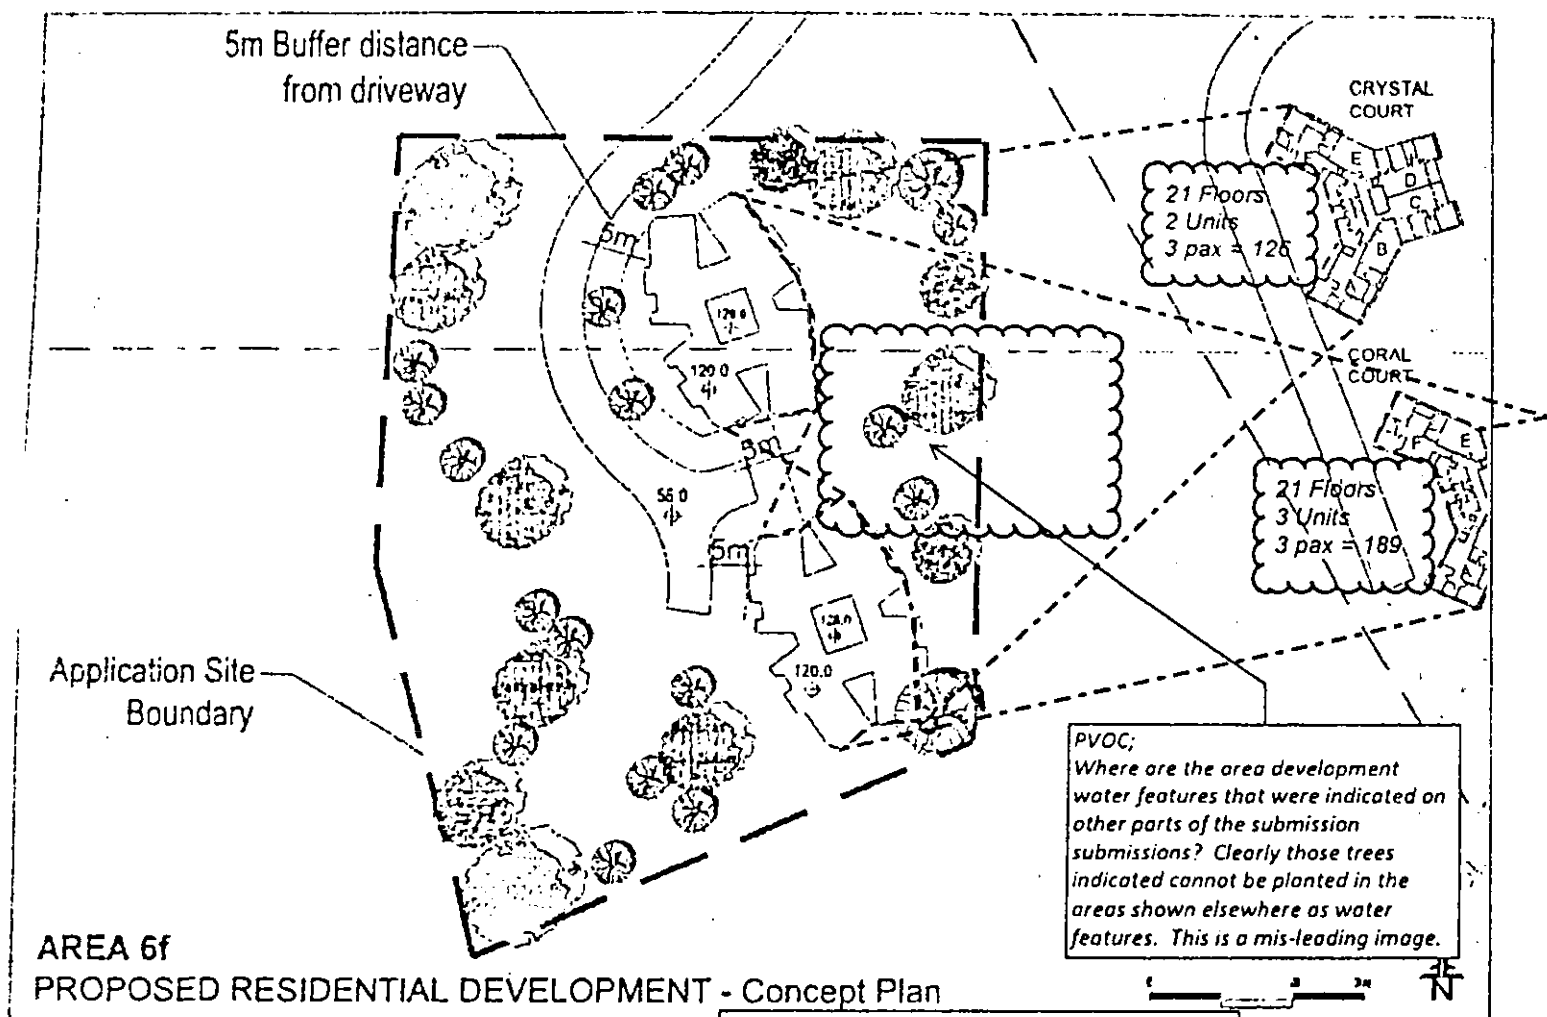 5m Buffer distance
from driveway
CRYSTAL
COURT
F
E
D
C
B
A
21 Floors
2 Units
3 pax = 126
5m
120.0
CORAL
COURT
F
E
A
5m
21 Floors
3 Units
3 pax = 189
56.0
5m
120.0
Application Site
Boundary
PVOC;
Where are the area development
water features that were indicated on
other parts of the submission
submissions? Clearly those trees
indicated cannot be planted in the
areas shown elsewhere as water
features. This is a mis-leading image.
AREA 6f
PROPOSED RESIDENTIAL DEVELOPMENT - Concept Plan
N